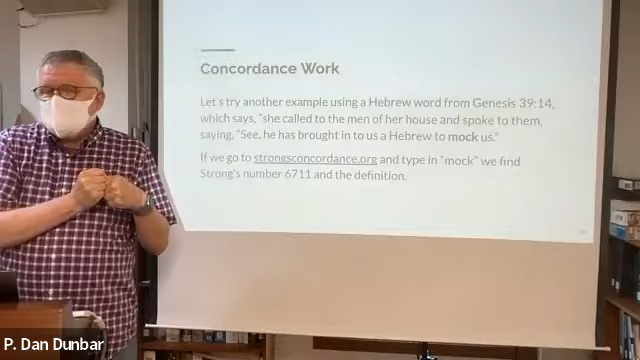 Concordance Work
Let's try another example using a Hebrew word from Genesis 39:14,
which says, "she called to the men of her house and spoke to them,
saying, "See, he has brought in to us a Hebrew to mock us."
If we go to strongsconcordance.org and type in "mock" we find
Strong's number 6711 and the definition.
P. Dan Dunbar